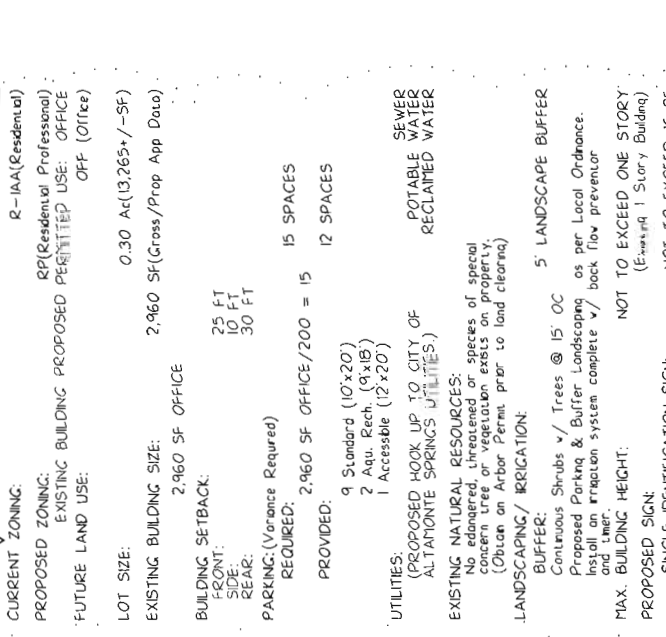 CURRENT ZONING: R-1AA(Residential)
PROPOSED ZONING: RP(Residential Professional)
EXISTING BUILDING PROPOSED PERMITTED USE: OFFICE
FUTURE LAND USE: OFF (Office)
LOT SIZE: 0.30 Ac(13,265+/-SF)
EXISTING BUILDING SIZE: 2,960 SF(Gross/Prop App Data)
2,960 SF OFFICE
BUILDING SETBACK:
FRONT: 25 FT
SIDE: 10 FT
REAR: 30 FT
PARKING: (Variance Required)
REQUIRED: 15 SPACES
2,960 SF OFFICE/200 = 15
PROVIDED: 12 SPACES
9 Standard (10'x20')
2 Aqu. Rech. (9'x18')
1 Accessible (12'x20')
UTILITIES: SEWER
(PROPOSED HOOK UP TO CITY OF POTABLE WATER
ALTAMONTE SPRINGS UTILITIES.) RECLAIMED WATER
EXISTING NATURAL RESOURCES:
No endangered, threatened or species of special
concern tree or vegetation exists on property.
(Obtain an Arbor Permit prior to land clearing)
LANDSCAPING/ IRRIGATION:
BUFFER: 5' LANDSCAPE BUFFER
Continuous Shrubs w/ Trees @ 15' OC
Proposed Parking & Buffer Landscaping as per Local Ordinance.
Install an irrigation system complete w/ back flow preventor
and timer.
MAX. BUILDING HEIGHT: NOT TO EXCEED ONE STORY
(Existing 1 Story Building)
PROPOSED SIGN: